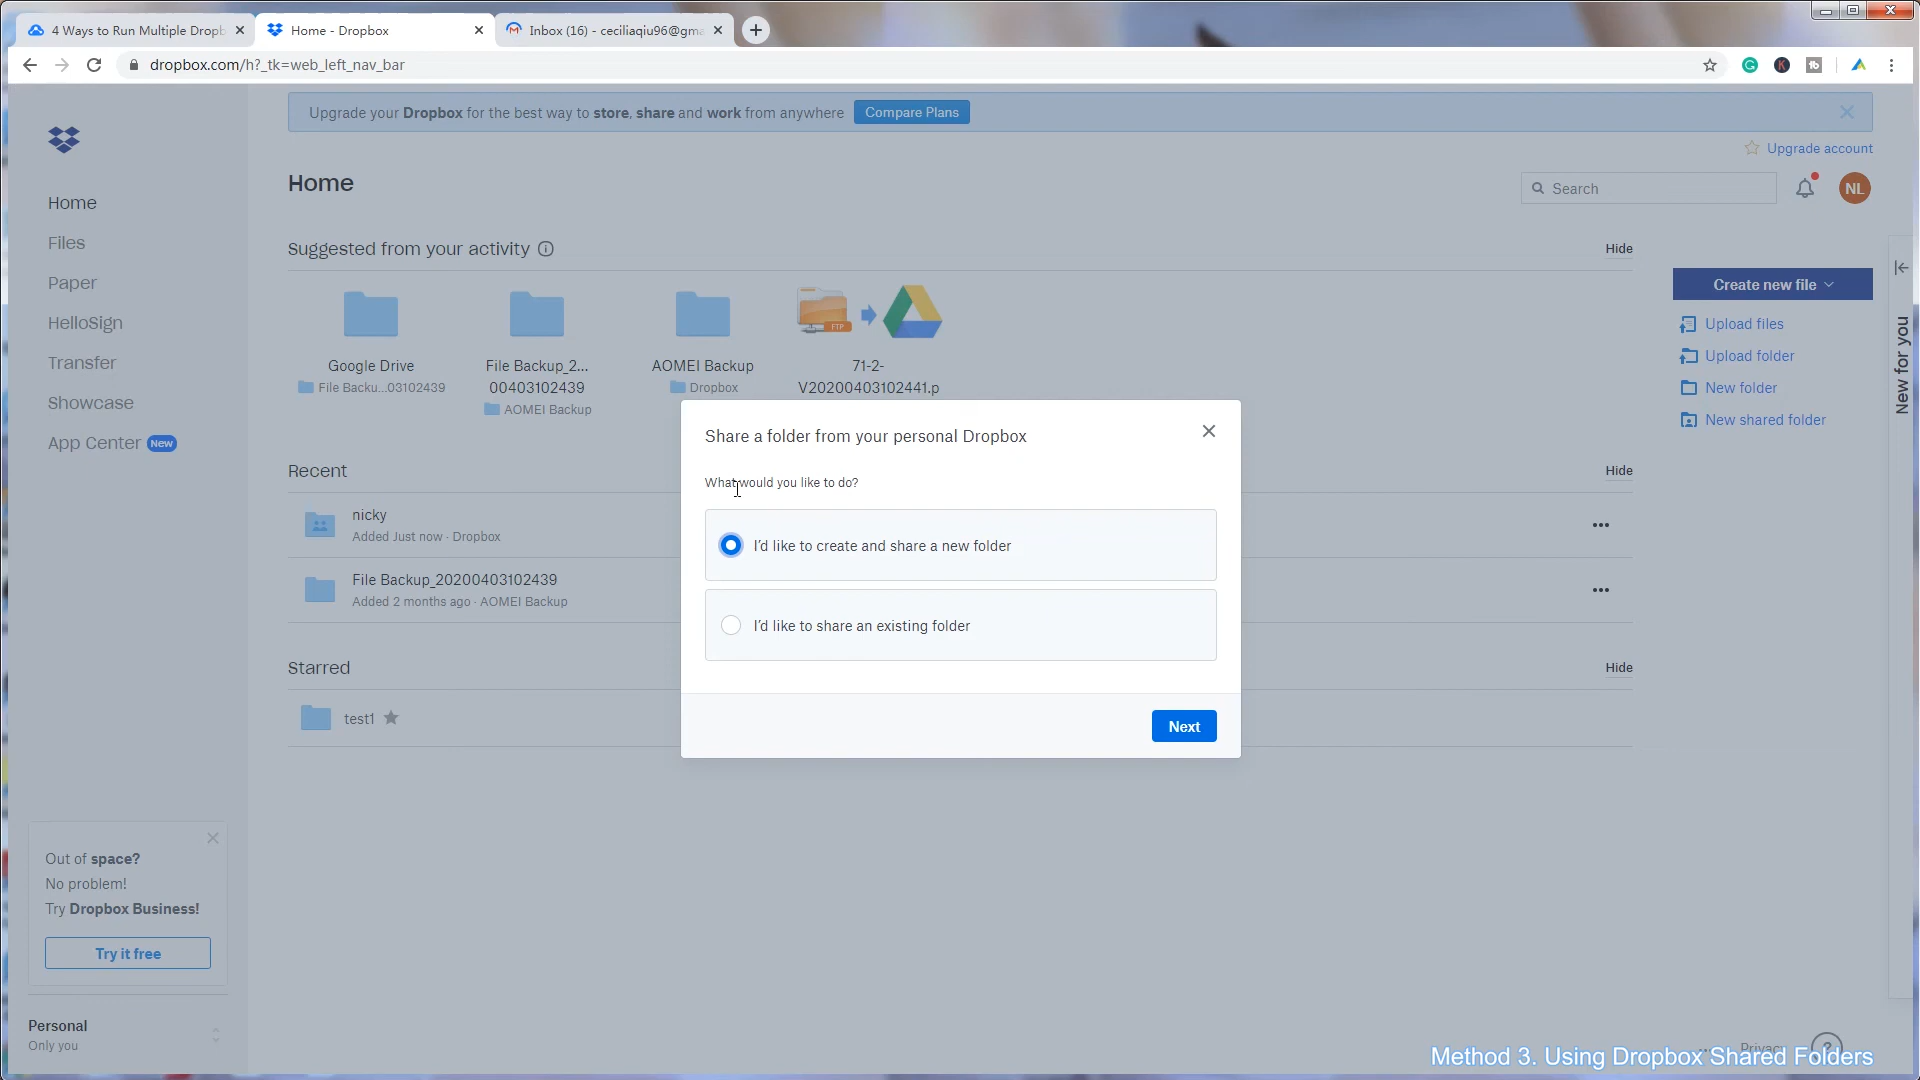 4 Ways to Run Multiple Dropb
Home - Dropbox
Inbox (16) - ceciliaqiu96@gma
dropbox.com/h?_tk=web_left_nav_bar
Upgrade your Dropbox for the best way to store, share and work from anywhere
Compare Plans
Upgrade account
Home
Search
NL
Home
Files
Paper
HelloSign
Transfer
Showcase
App Center New
Suggested from your activity
Hide
Google Drive
File Backu...03102439
File Backup_2...
00403102439
AOMEI Backup
AOMEI Backup
Dropbox
FTP
71-2-
V20200403102441.p
Create new file
Upload files
Upload folder
New folder
New shared folder
New for you
Recent
Hide
nicky
Added Just now · Dropbox
File Backup_20200403102439
Added 2 months ago · AOMEI Backup
Starred
Hide
test1
Share a folder from your personal Dropbox
What would you like to do?
I'd like to create and share a new folder
I'd like to share an existing folder
Next
Out of space?
No problem!
Try Dropbox Business!
Try it free
Personal
Only you
Privacy
Method 3. Using Dropbox Shared Folders